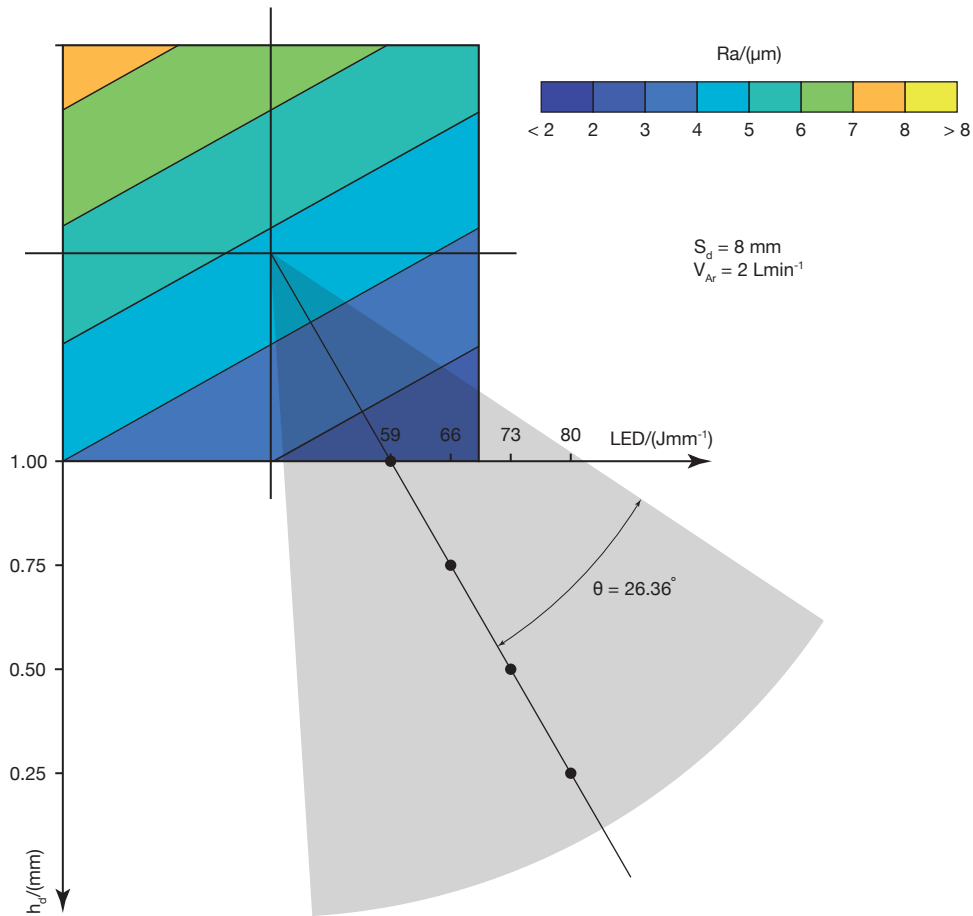 Ra/(µm)
< 2 2 3 4 5 6 7 8 > 8
S_d = 8 mm
V_Ar = 2 Lmin⁻¹
59 66 73 80 LED/(Jmm⁻¹)
1.00
0.75
θ = 26.36°
0.50
0.25
h_d/(mm)